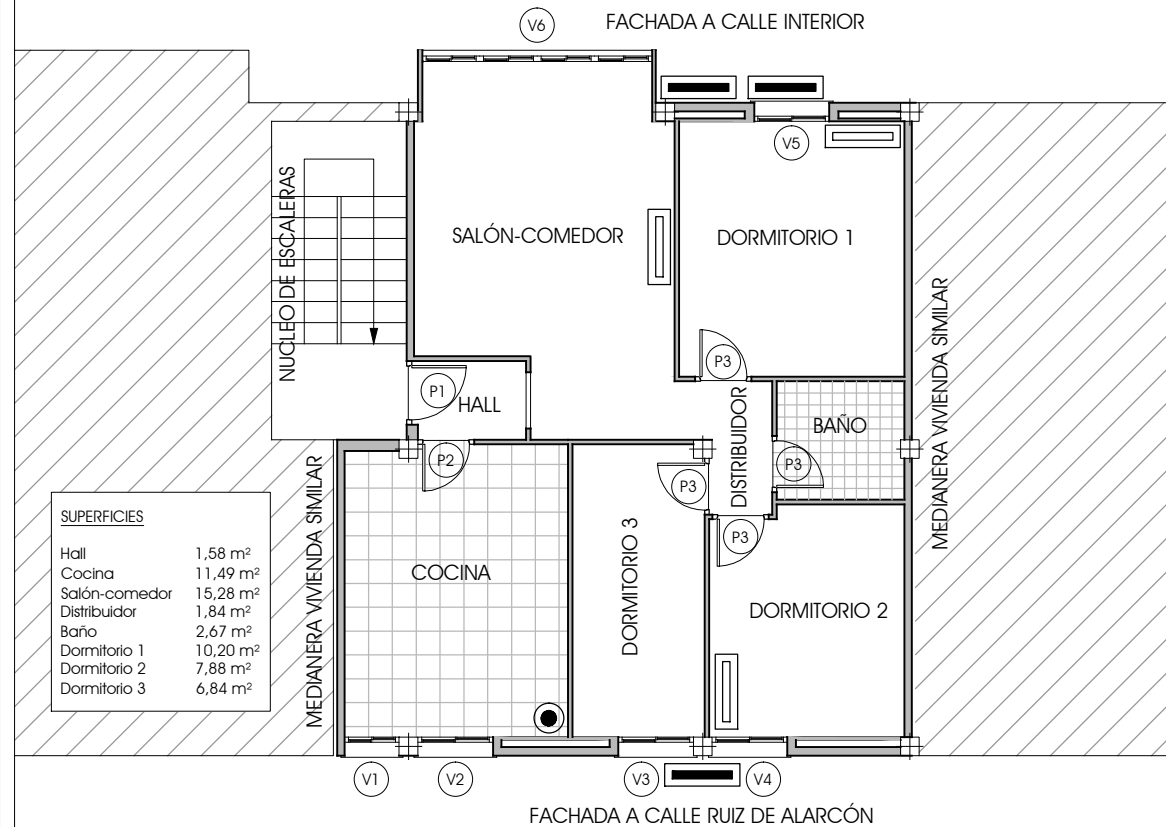 V6
FACHADA A CALLE INTERIOR
V5
NUCLEO DE ESCALERAS
SALÓN-COMEDOR
DORMITORIO 1
MEDIANERA VIVIENDA SIMILAR
P3
P1
HALL
DISTRIBUIDOR
BAÑO
P2
P3
P3
P3
MEDIANERA VIVIENDA SIMILAR
SUPERFICIES
Hall 1,58 m²
Cocina 11,49 m²
Salón-comedor 15,28 m²
Distribuidor 1,84 m²
Baño 2,67 m²
Dormitorio 1 10,20 m²
Dormitorio 2 7,88 m²
Dormitorio 3 6,84 m²
COCINA
DORMITORIO 3
DORMITORIO 2
V1
V2
V3
V4
FACHADA A CALLE RUIZ DE ALARCÓN